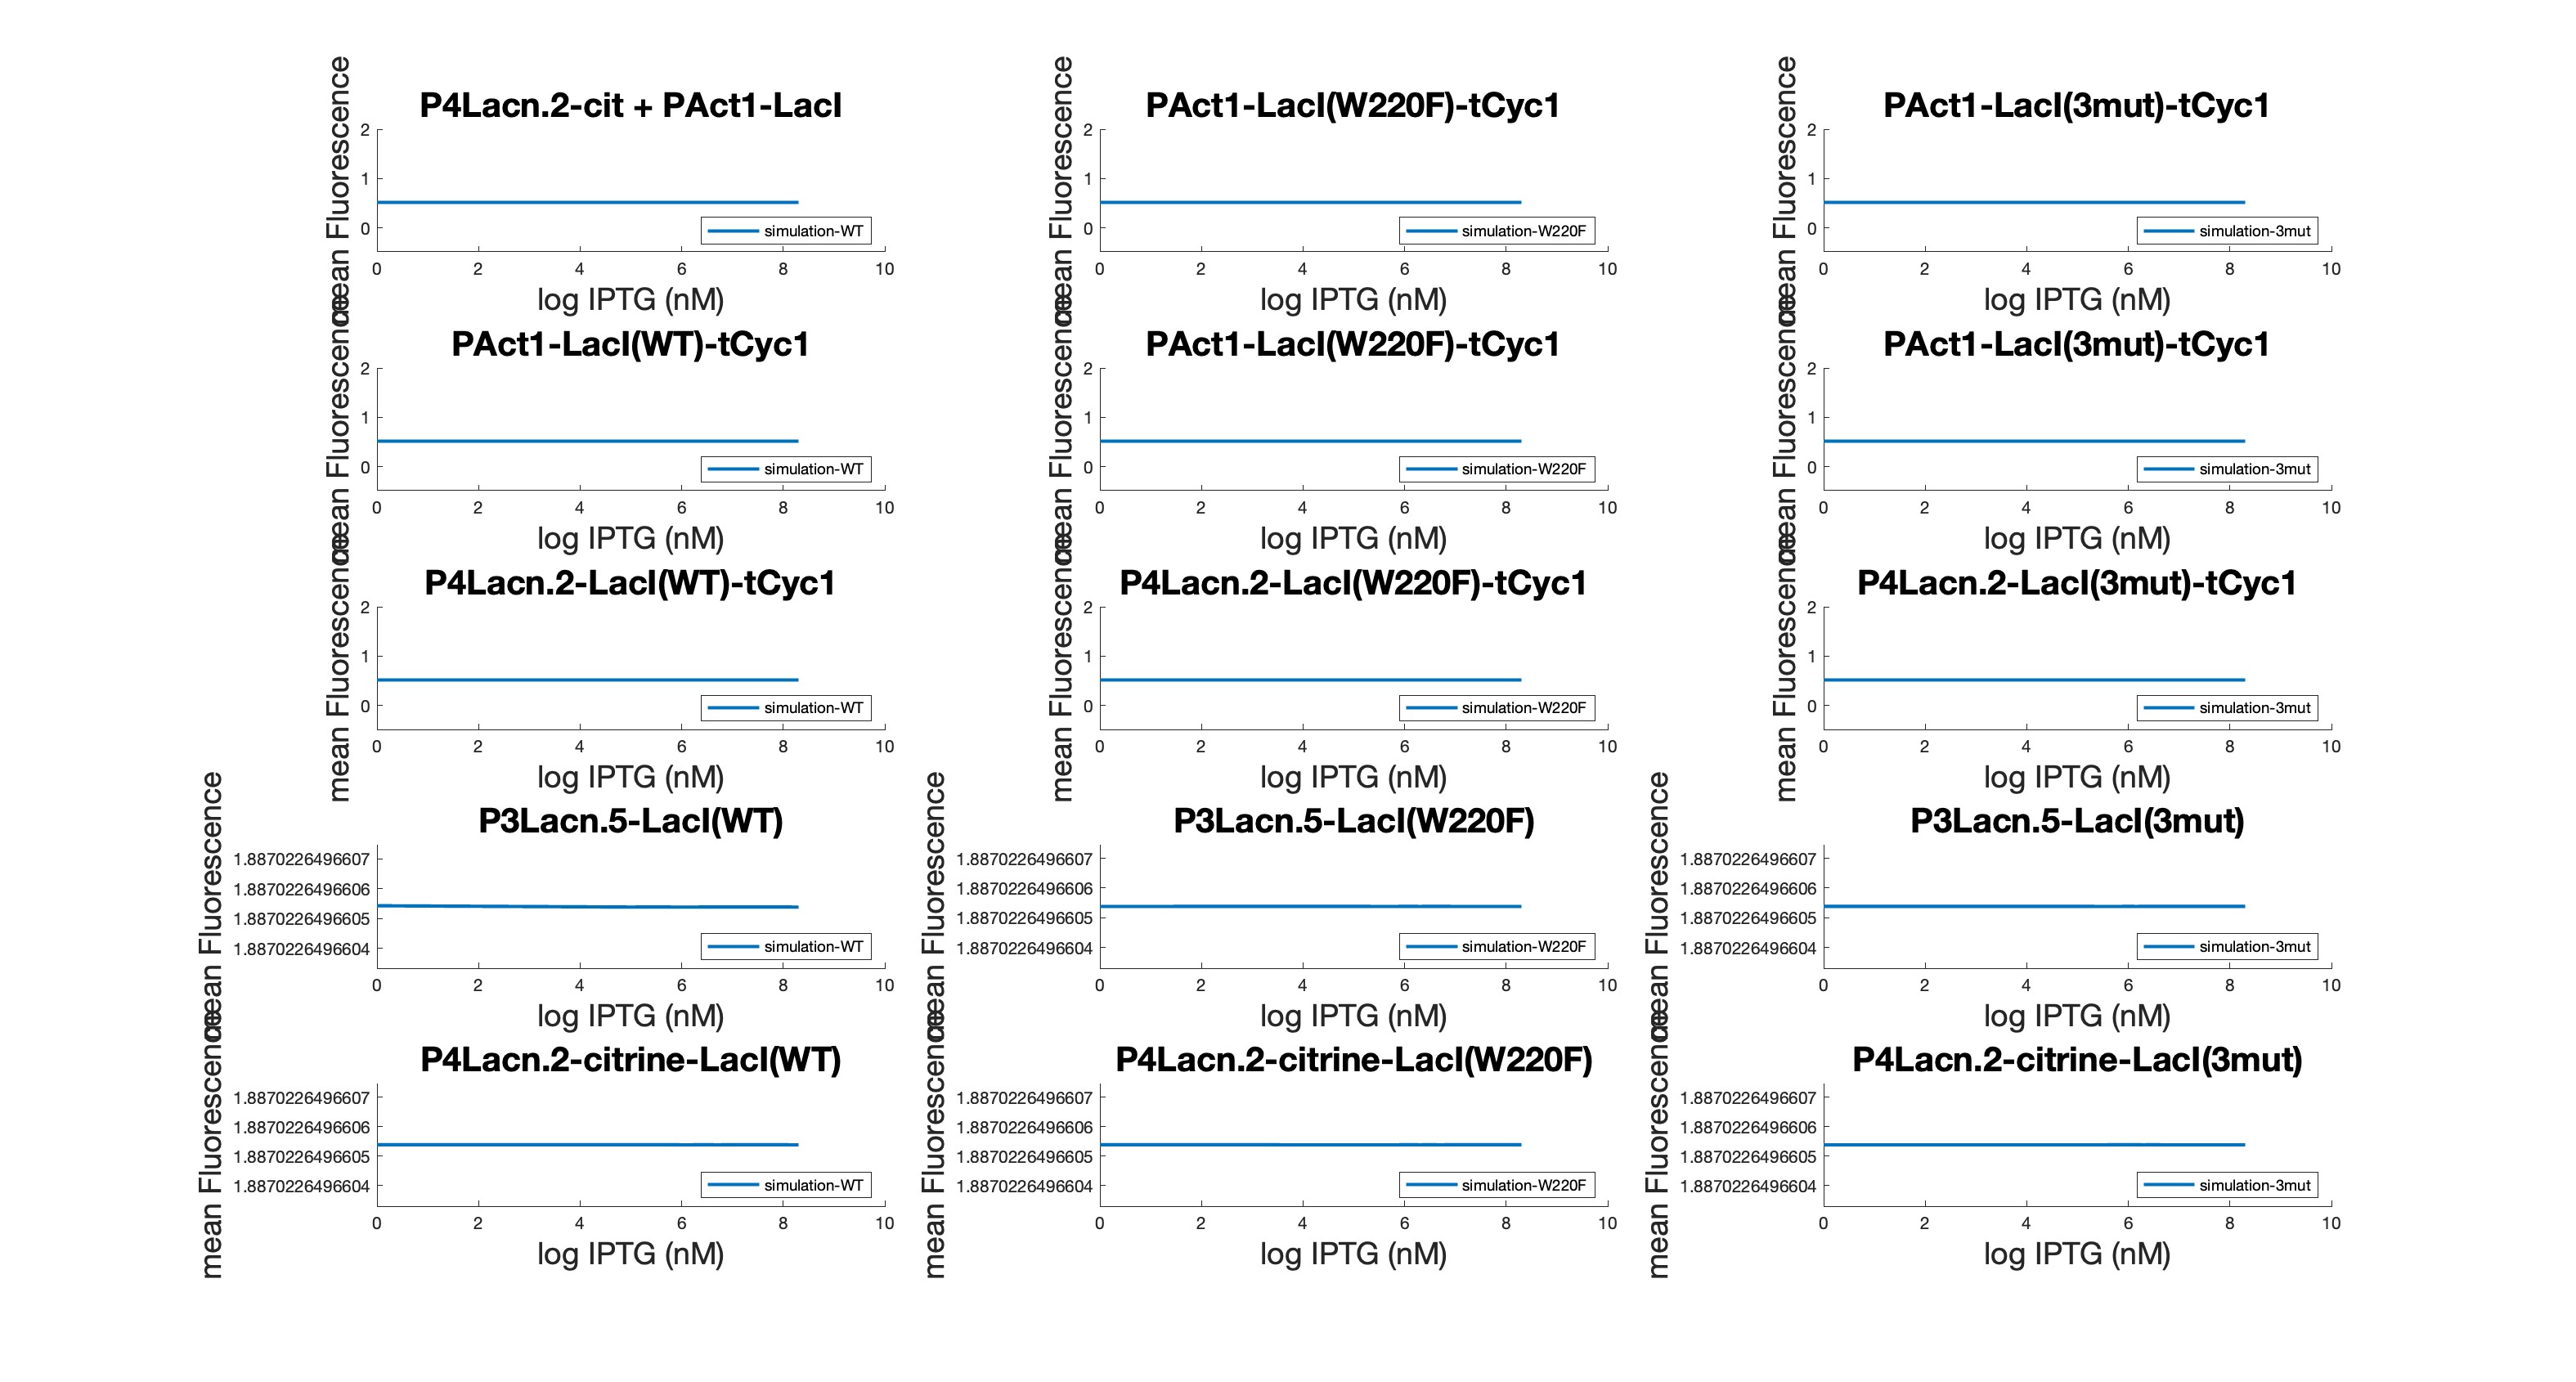 P4Lacn.2-cit + PAct1-LacI
mean Fluorescence
2
1
0
simulation-WT
0 2 4 6 8 10
log IPTG (nM)
PAct1-LacI(W220F)-tCyc1
mean Fluorescence
2
1
0
simulation-W220F
0 2 4 6 8 10
log IPTG (nM)
PAct1-LacI(3mut)-tCyc1
mean Fluorescence
2
1
0
simulation-3mut
0 2 4 6 8 10
log IPTG (nM)
PAct1-LacI(WT)-tCyc1
mean Fluorescence
2
1
0
simulation-WT
0 2 4 6 8 10
log IPTG (nM)
PAct1-LacI(W220F)-tCyc1
mean Fluorescence
2
1
0
simulation-W220F
0 2 4 6 8 10
log IPTG (nM)
PAct1-LacI(3mut)-tCyc1
mean Fluorescence
2
1
0
simulation-3mut
0 2 4 6 8 10
log IPTG (nM)
P4Lacn.2-LacI(WT)-tCyc1
mean Fluorescence
2
1
0
simulation-WT
0 2 4 6 8 10
log IPTG (nM)
P4Lacn.2-LacI(W220F)-tCyc1
mean Fluorescence
2
1
0
simulation-W220F
0 2 4 6 8 10
log IPTG (nM)
P4Lacn.2-LacI(3mut)-tCyc1
mean Fluorescence
2
1
0
simulation-3mut
0 2 4 6 8 10
log IPTG (nM)
P3Lacn.5-LacI(WT)
mean Fluorescence
1.8870226496607
1.8870226496606
1.8870226496605
1.8870226496604
simulation-WT
0 2 4 6 8 10
log IPTG (nM)
P3Lacn.5-LacI(W220F)
mean Fluorescence
1.8870226496607
1.8870226496606
1.8870226496605
1.8870226496604
simulation-W220F
0 2 4 6 8 10
log IPTG (nM)
P3Lacn.5-LacI(3mut)
mean Fluorescence
1.8870226496607
1.8870226496606
1.8870226496605
1.8870226496604
simulation-3mut
0 2 4 6 8 10
log IPTG (nM)
P4Lacn.2-citrine-LacI(WT)
mean Fluorescence
1.8870226496607
1.8870226496606
1.8870226496605
1.8870226496604
simulation-WT
0 2 4 6 8 10
log IPTG (nM)
P4Lacn.2-citrine-LacI(W220F)
mean Fluorescence
1.8870226496607
1.8870226496606
1.8870226496605
1.8870226496604
simulation-W220F
0 2 4 6 8 10
log IPTG (nM)
P4Lacn.2-citrine-LacI(3mut)
mean Fluorescence
1.8870226496607
1.8870226496606
1.8870226496605
1.8870226496604
simulation-3mut
0 2 4 6 8 10
log IPTG (nM)